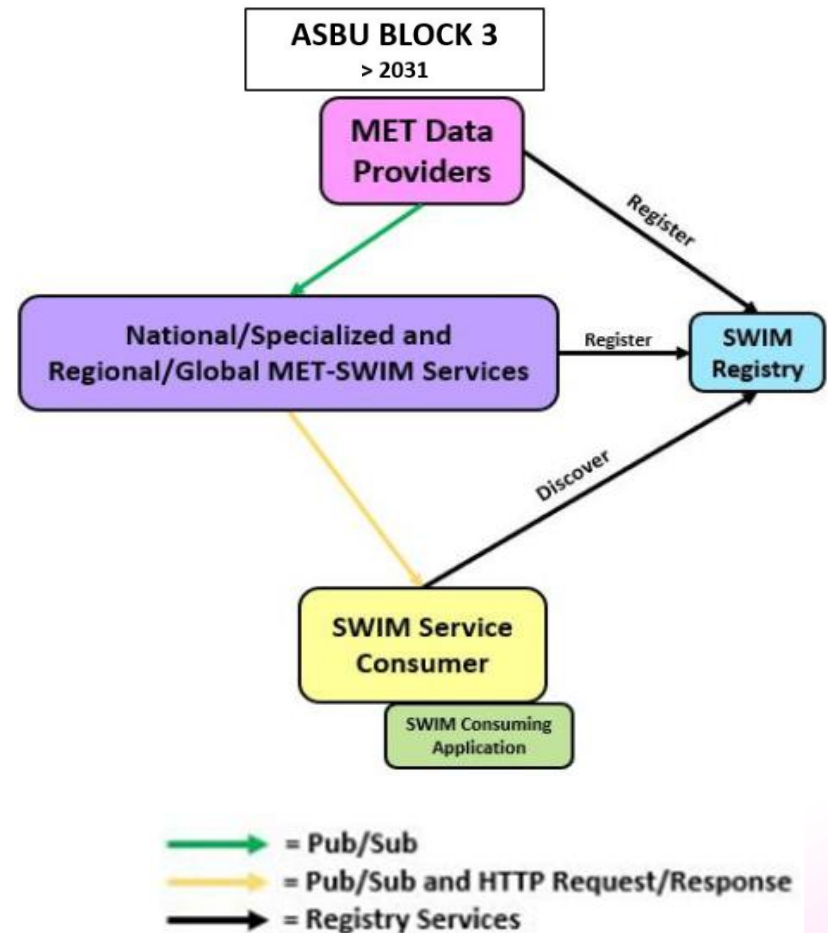 ASBU BLOCK 3
> 2031
MET Data
Providers
Register
National/Specialized and
Regional/Global MET-SWIM Services
Register
SWIM
Registry
Discover
SWIM Service
Consumer
SWIM Consuming
Application
= Pub/Sub
= Pub/Sub and HTTP Request/Response
= Registry Services